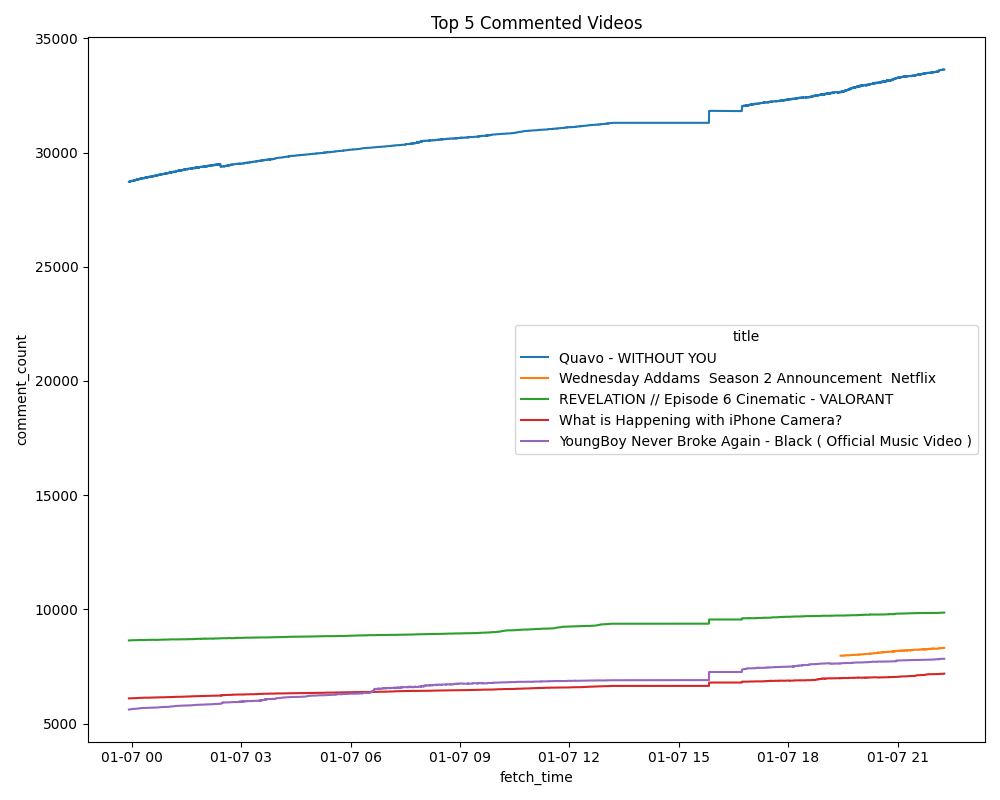 Top 5 Commented Videos
35000
30000
25000
20000
15000
10000
5000
comment_count
title
Quavo - WITHOUT YOU
Wednesday Addams  Season 2 Announcement  Netflix
REVELATION // Episode 6 Cinematic - VALORANT
What is Happening with iPhone Camera?
YoungBoy Never Broke Again - Black ( Official Music Video )
01-07 00 01-07 03 01-07 06 01-07 09 01-07 12 01-07 15 01-07 18 01-07 21
fetch_time